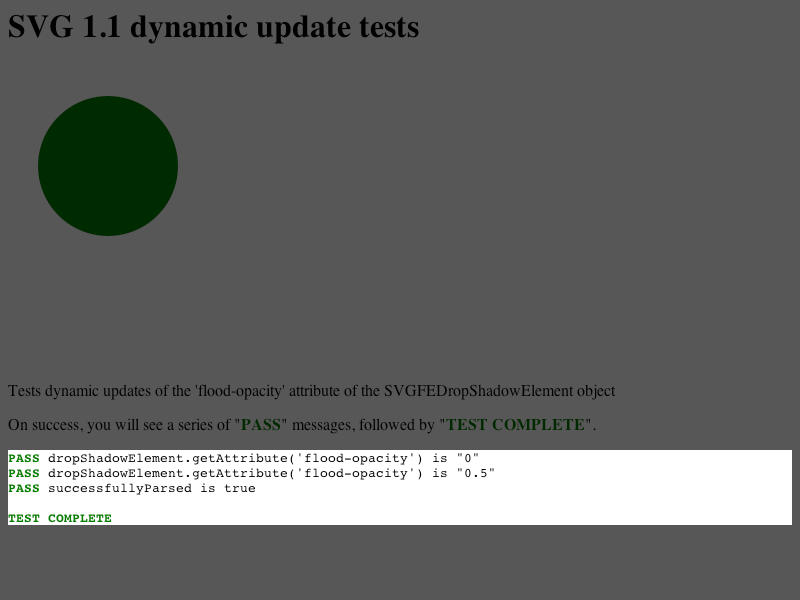 SVG 1.1 dynamic update tests
Tests dynamic updates of the 'flood-opacity' attribute of the SVGFEDropShadowElement object
On success, you will see a series of "PASS" messages, followed by "TEST COMPLETE".
PASS dropShadowElement.getAttribute('flood-opacity') is "0"
PASS dropShadowElement.getAttribute('flood-opacity') is "0.5"
PASS successfullyParsed is true
TEST COMPLETE